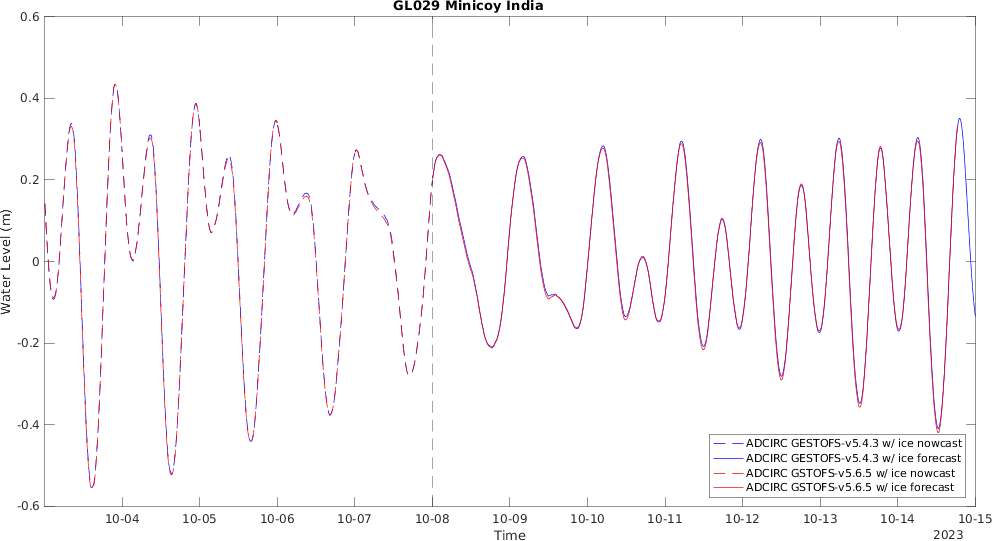 GL029 Minicoy India
0.6
0.4
0.2
0
-0.2
-0.4
-0.6
Water Level (m)
10-04 10-05 10-06 10-07 10-08 10-09 10-10 10-11 10-12 10-13 10-14 10-15
Time
2023
ADCIRC GESTOFS-v5.4.3 w/ ice nowcast
ADCIRC GESTOFS-v5.4.3 w/ ice forecast
ADCIRC GSTOFS-v5.6.5 w/ ice nowcast
ADCIRC GSTOFS-v5.6.5 w/ ice forecast